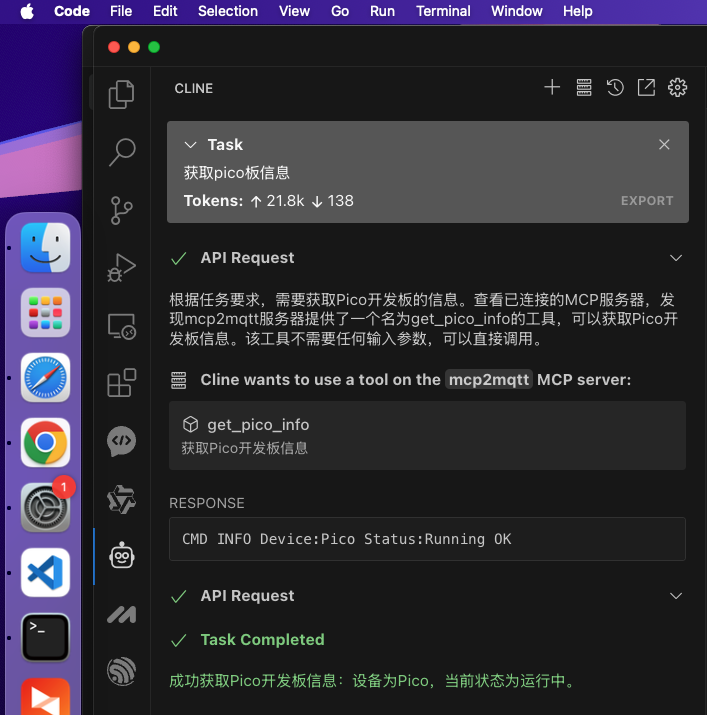 Code File Edit Selection View Go Run Terminal Window Help
CLINE
Task
获取pico板信息
Tokens: ↑ 21.8k ↓ 138
EXPORT
API Request
根据任务要求，需要获取Pico开发板的信息。查看已连接的MCP服务器，发
现mcp2mqtt服务器提供了一个名为get_pico_info的工具，可以获取Pico开
发板信息。该工具不需要任何输入参数，可以直接调用。
Cline wants to use a tool on the mcp2mqtt MCP server:
get_pico_info
获取Pico开发板信息
RESPONSE
CMD INFO Device:Pico Status:Running OK
API Request
Task Completed
成功获取Pico开发板信息：设备为Pico，当前状态为运行中。
1
>_